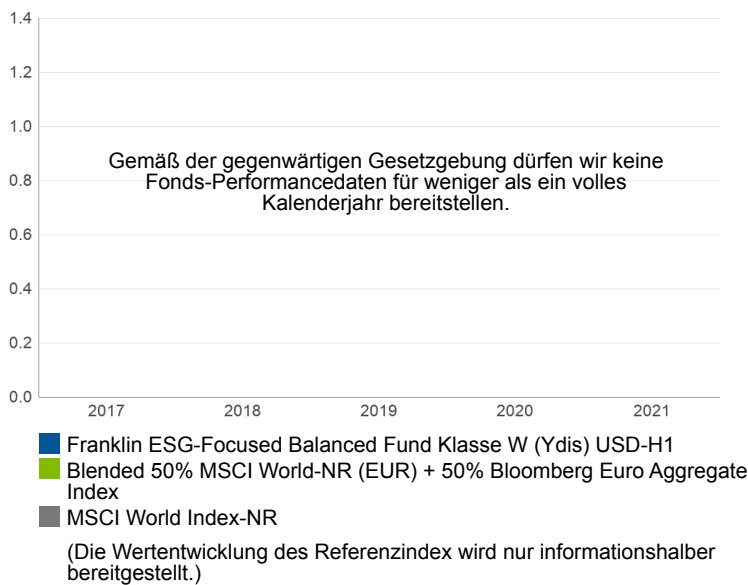 1.4
1.2
1.0
Gemäß der gegenwärtigen Gesetzgebung dürfen wir keine
0.8
Fonds-Performancedaten für weniger als ein volles
Kalenderjahr bereitstellen.
0.6
0.4
0.2
0.0
2017 2018 2019 2020 2021
Franklin ESG-Focused Balanced Fund Klasse W (Ydis) USD-H1
Blended 50% MSCI World-NR (EUR) + 50% Bloomberg Euro Aggregate
Index
MSCI World Index-NR
(Die Wertentwicklung des Referenzindex wird nur informationshalber
bereitgestellt.)